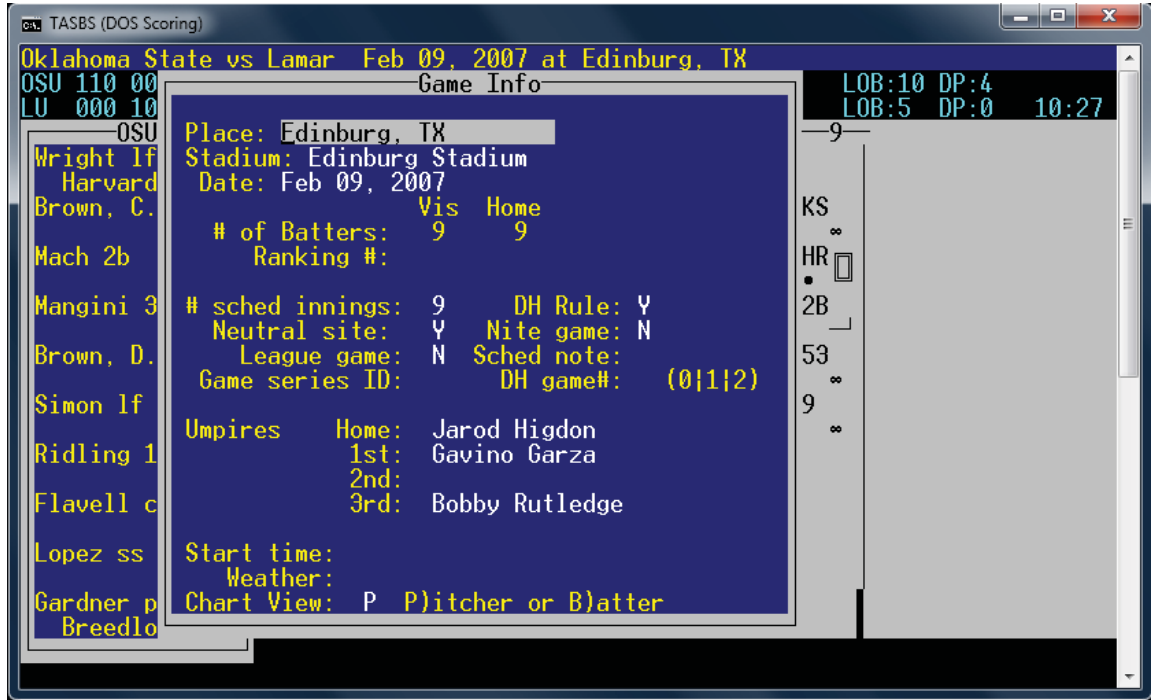 TASBS (DOS Scoring)
Oklahoma State vs Lamar Feb 09, 2007 at Edinburg, TX
OSU 110 00 LOB:10 DP:4
LU 000 10 LOB:5 DP:0 10:27
Game Info
OSU
9
Place: Edinburg, TX
Wright lf
Stadium: Edinburg Stadium
Harvard
Date: Feb 09, 2007
Brown, C.
Vis Home
KS
# of Batters: 9 9
∞
Mach 2b
Ranking #:
HR
Mangini 3
# sched innings: 9 DH Rule: Y
2B
Neutral site: Y Nite game: N
Brown, D.
League game: N Sched note:
53
Game series ID: DH game#: (0|1|2)
∞
Simon lf
9
Umpires Home: Jarod Higdon
∞
Ridling 1
1st: Gavino Garza
2nd:
Flavell c
3rd: Bobby Rutledge
Lopez ss
Start time:
Weather:
Gardner p
Chart View: P P)itcher or B)atter
Breedlo